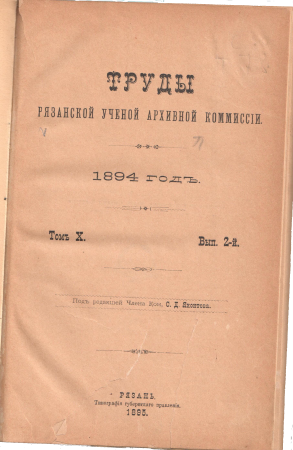 ТРУДЫ
РЯЗАНСКОЙ УЧЕНОЙ АРХИВНОЙ КОММИССІИ.
1894 годъ.
Томъ X. Вып. 2-й.
Подъ редакціей Члена Ком. С. Д. Яхонтова.
РЯЗАНЬ.
Типографія губернскаго правленія.
1895.